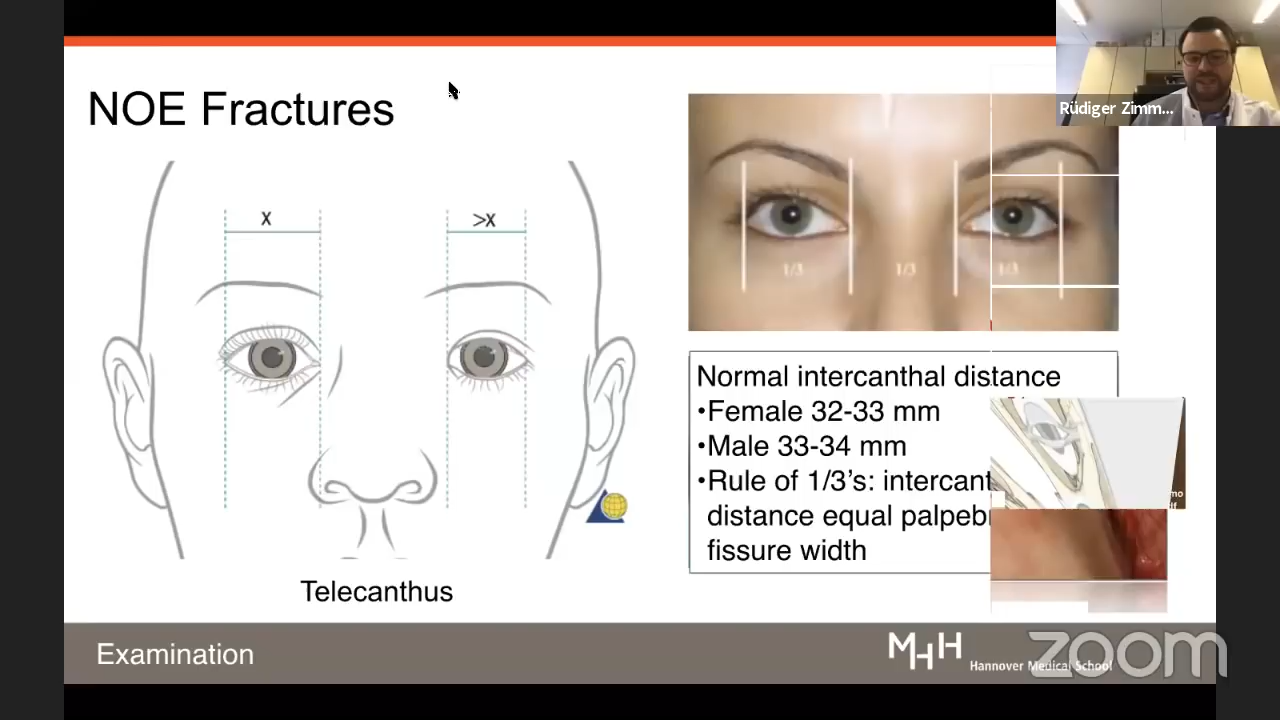 NOE Fractures
x
>x
Telecanthus
1/3
1/3
1/3
Rüdiger Zimm...
Normal intercanthal distance
•Female 32-33 mm
•Male 33-34 mm
•Rule of 1/3's: intercant
distance equal palpeb
fissure width
Examination
MHH
Hannover Medical School
zoom